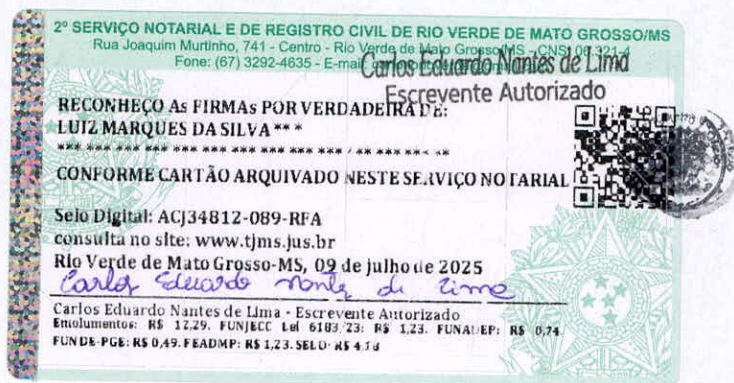 2º SERVIÇO NOTARIAL E DE REGISTRO CIVIL DE RIO VERDE DE MATO GROSSO/MS
Rua Joaquim Murtinho, 741 - Centro - Rio Verde de Mato Grosso/MS - CNS: 06.321-4
Fone: (67) 3292-4635 - E-mail:
Carlos Eduardo Nantes de Lima
Escrevente Autorizado
RECONHEÇO As FIRMAs POR VERDADEIRA DE:
LUIZ MARQUES DA SILVA ***
*** *** *** *** *** *** *** *** *** *** *** *** ***
CONFORME CARTÃO ARQUIVADO NESTE SERVIÇO NOTARIAL
Selo Digital: ACJ34812-089-RFA
consulta no site: www.tjms.jus.br
Rio Verde de Mato Grosso-MS, 09 de julho de 2025
Carlos Eduardo Nantes de Lima
Carlos Eduardo Nantes de Lima - Escrevente Autorizado
Emolumentos: R$ 12,29. FUNJECC Lei 6183/23: R$ 1,23. FUNADEP: R$ 0,74.
FUNDE-PGE: R$ 0,49. FEADMP: R$ 1,23. SELO: R$